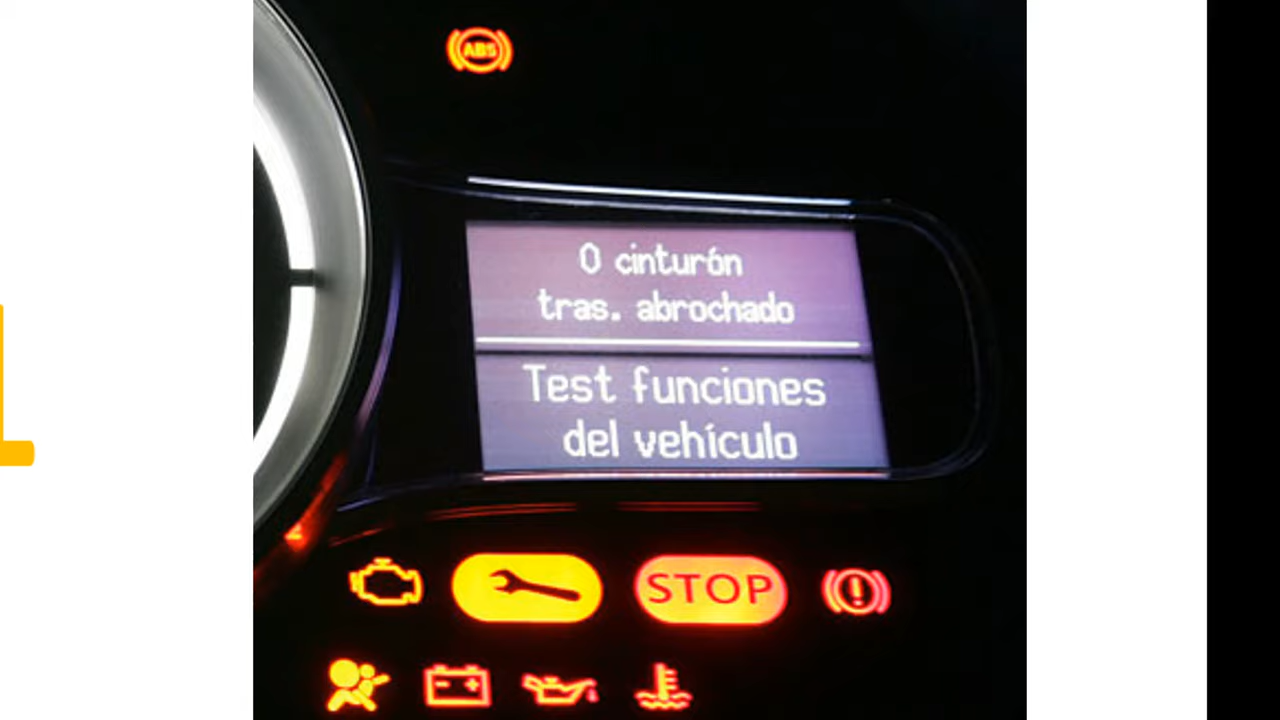 ABS
0 cinturón
tras. abrochado
Test funciones
del vehículo
STOP